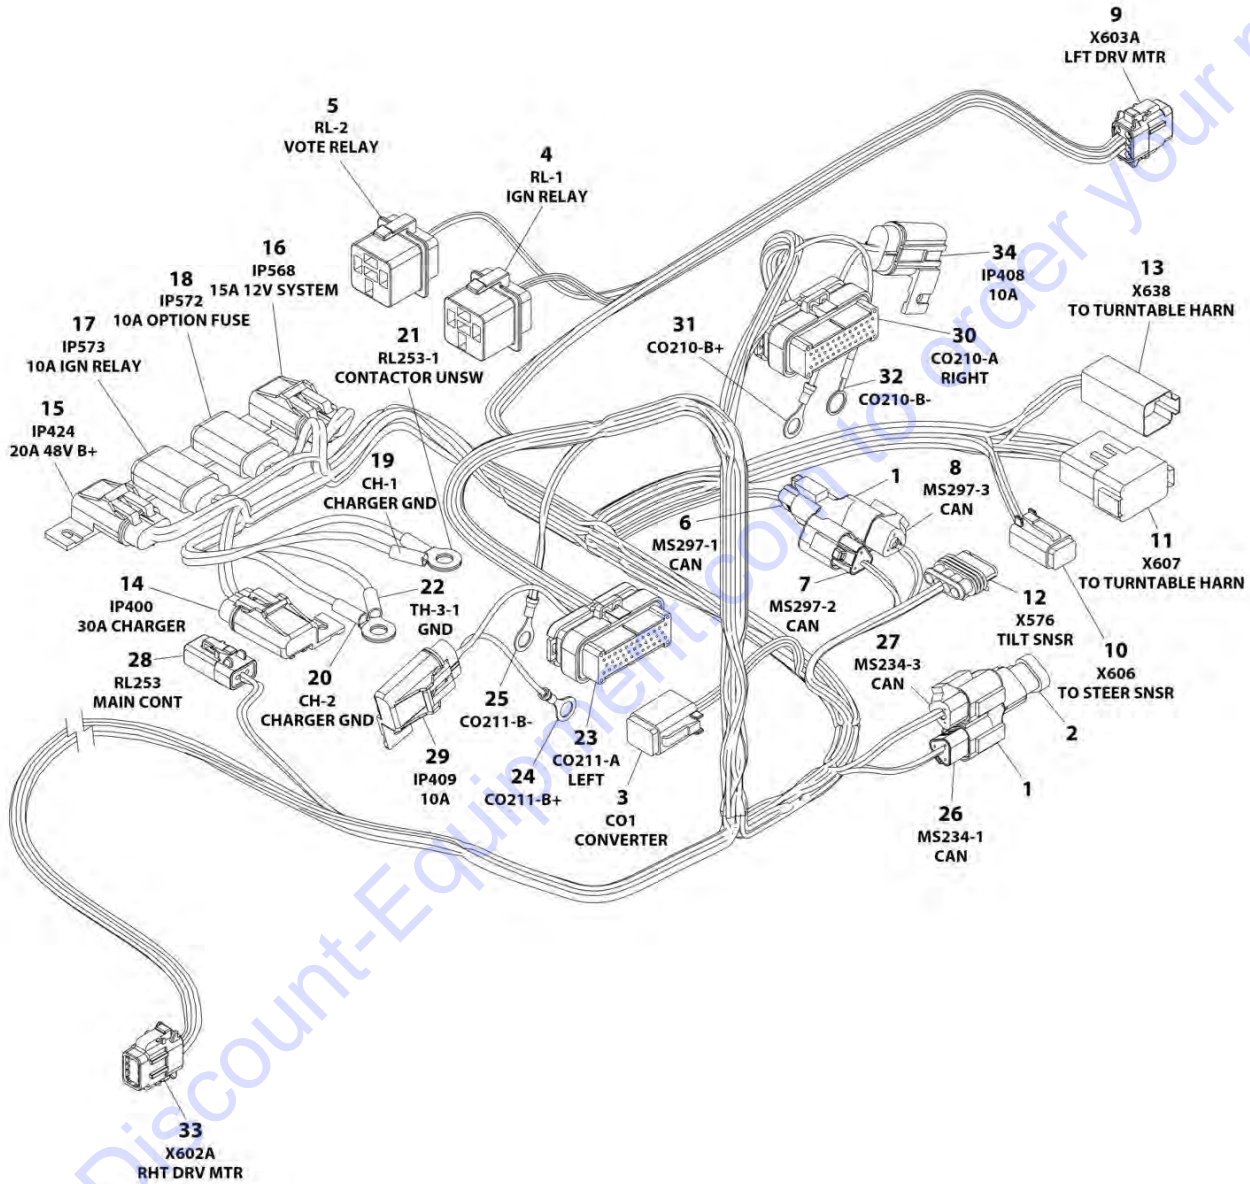 9
X603A
LFT DRV MTR
5
RL-2
VOTE RELAY
4
RL-1
IGN RELAY
16
IP568
15A 12V SYSTEM
18
IP572
10A OPTION FUSE
17
IP573
10A IGN RELAY
15
IP424
20A 48V B+
21
RL253-1
CONTACTOR UNSW
34
IP408
10A
13
X638
TO TURNTABLE HARN
31
CO210-B+
30
CO210-A
RIGHT
32
CO210-B-
19
CH-1
CHARGER GND
1
8
MS297-3
CAN
6
MS297-1
CAN
11
X607
TO TURNTABLE HARN
7
MS297-2
CAN
12
X576
TILT SNSR
14
IP400
30A CHARGER
22
TH-3-1
GND
10
X606
TO STEER SNSR
27
MS234-3
CAN
28
RL253
MAIN CONT
20
CH-2
CHARGER GND
25
CO211-B-
2
29
IP409
10A
24
CO211-B+
23
CO211-A
LEFT
3
CO1
CONVERTER
1
26
MS234-1
CAN
33
X602A
RHT DRV MTR
Discount-Equipment.com to order your